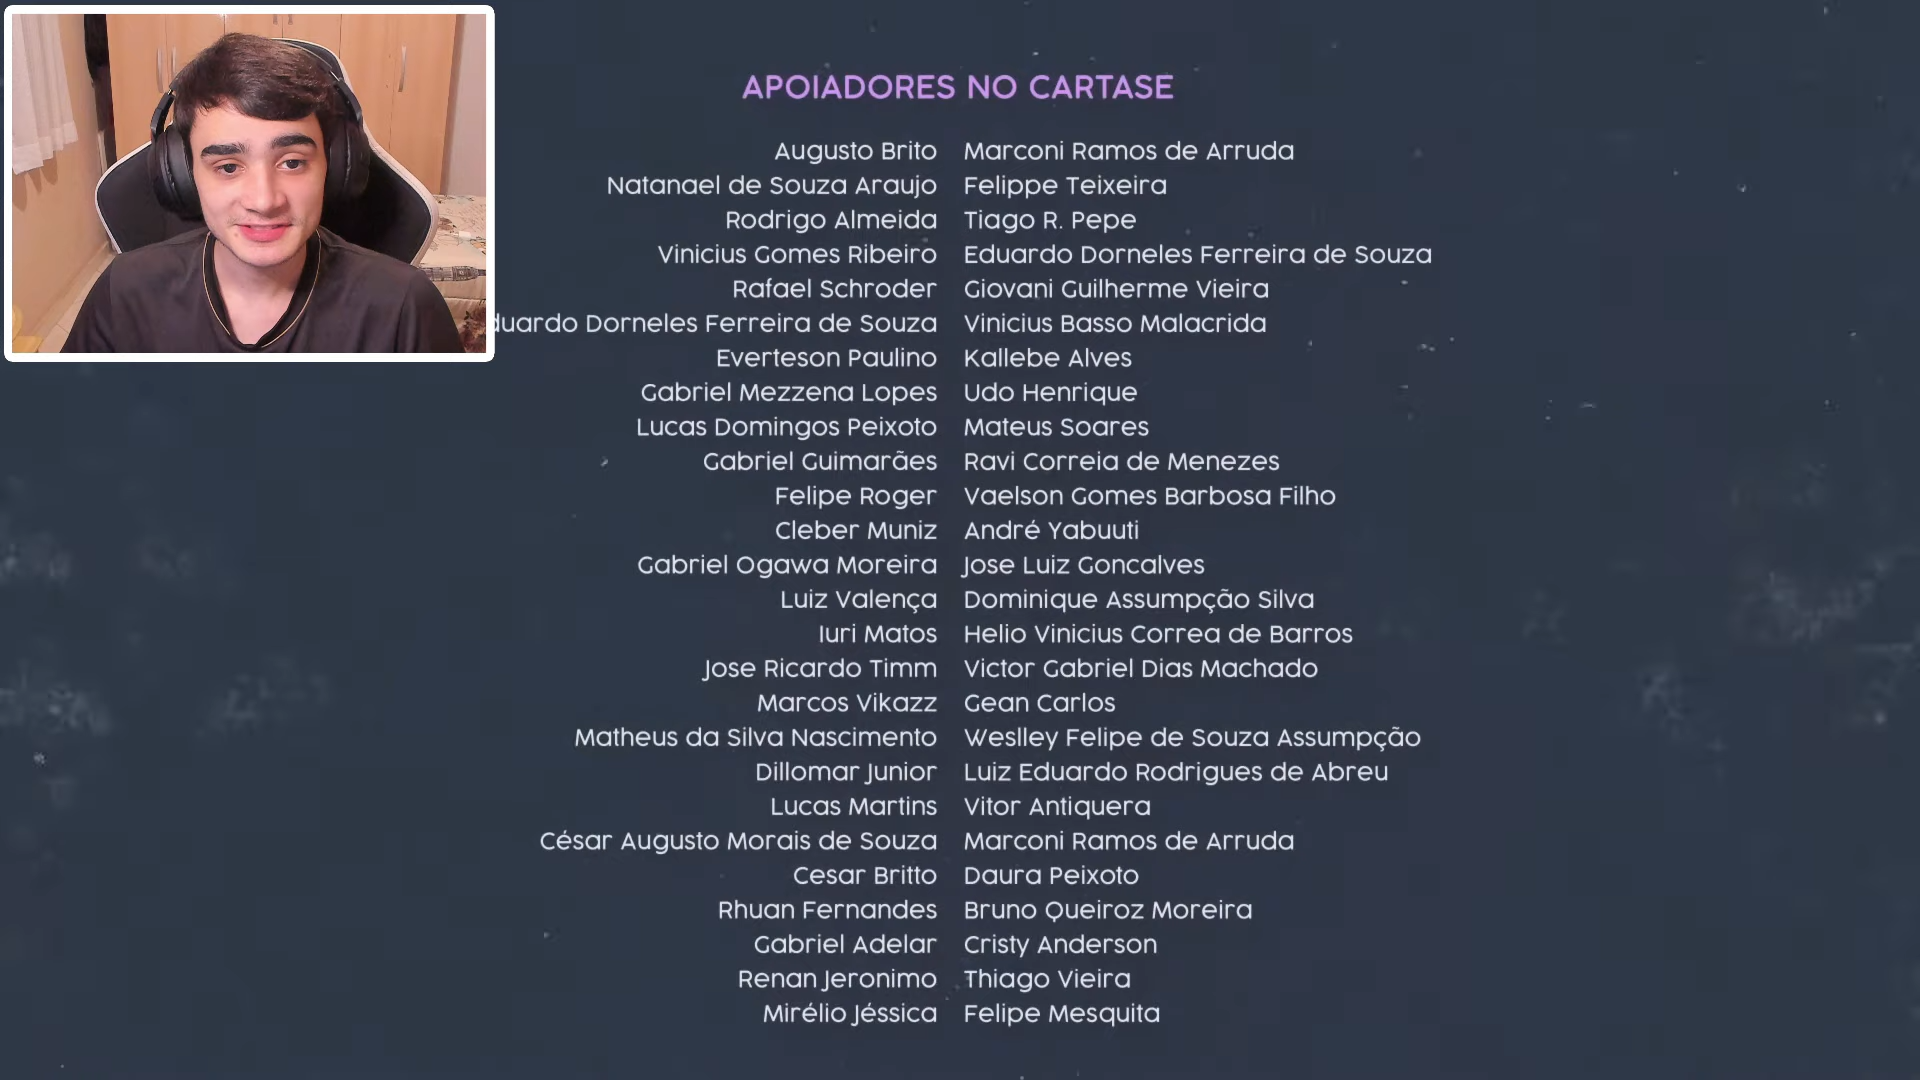 APOIADORES NO CARTASE
Augusto Brito Marconi Ramos de Arruda
Natanael de Souza Araujo Felippe Teixeira
Rodrigo Almeida Tiago R. Pepe
Vinicius Gomes Ribeiro Eduardo Dorneles Ferreira de Souza
Rafael Schroder Giovani Guilherme Vieira
Dorneles Ferreira de Souza Vinicius Basso Malacrida
Everteson Paulino Kallebe Alves
Gabriel Mezzena Lopes Udo Henrique
Lucas Domingos Peixoto Mateus Soares
Gabriel Guimarães Ravi Correia de Menezes
Felipe Roger Vaelson Gomes Barbosa Filho
Cleber Muniz André Yabuuti
Gabriel Ogawa Moreira Jose Luiz Goncalves
Luiz Valença Dominique Assumpção Silva
Iuri Matos Helio Vinicius Correa de Barros
Jose Ricardo Timm Victor Gabriel Dias Machado
Marcos Vikazz Gean Carlos
Matheus da Silva Nascimento Weslley Felipe de Souza Assumpção
Dillomar Junior Luiz Eduardo Rodrigues de Abreu
Lucas Martins Vitor Antiquera
César Augusto Morais de Souza Marconi Ramos de Arruda
Cesar Britto Daura Peixoto
Rhuan Fernandes Bruno Queiroz Moreira
Gabriel Adelar Cristy Anderson
Renan Jeronimo Thiago Vieira
Mirélio Jéssica Felipe Mesquita